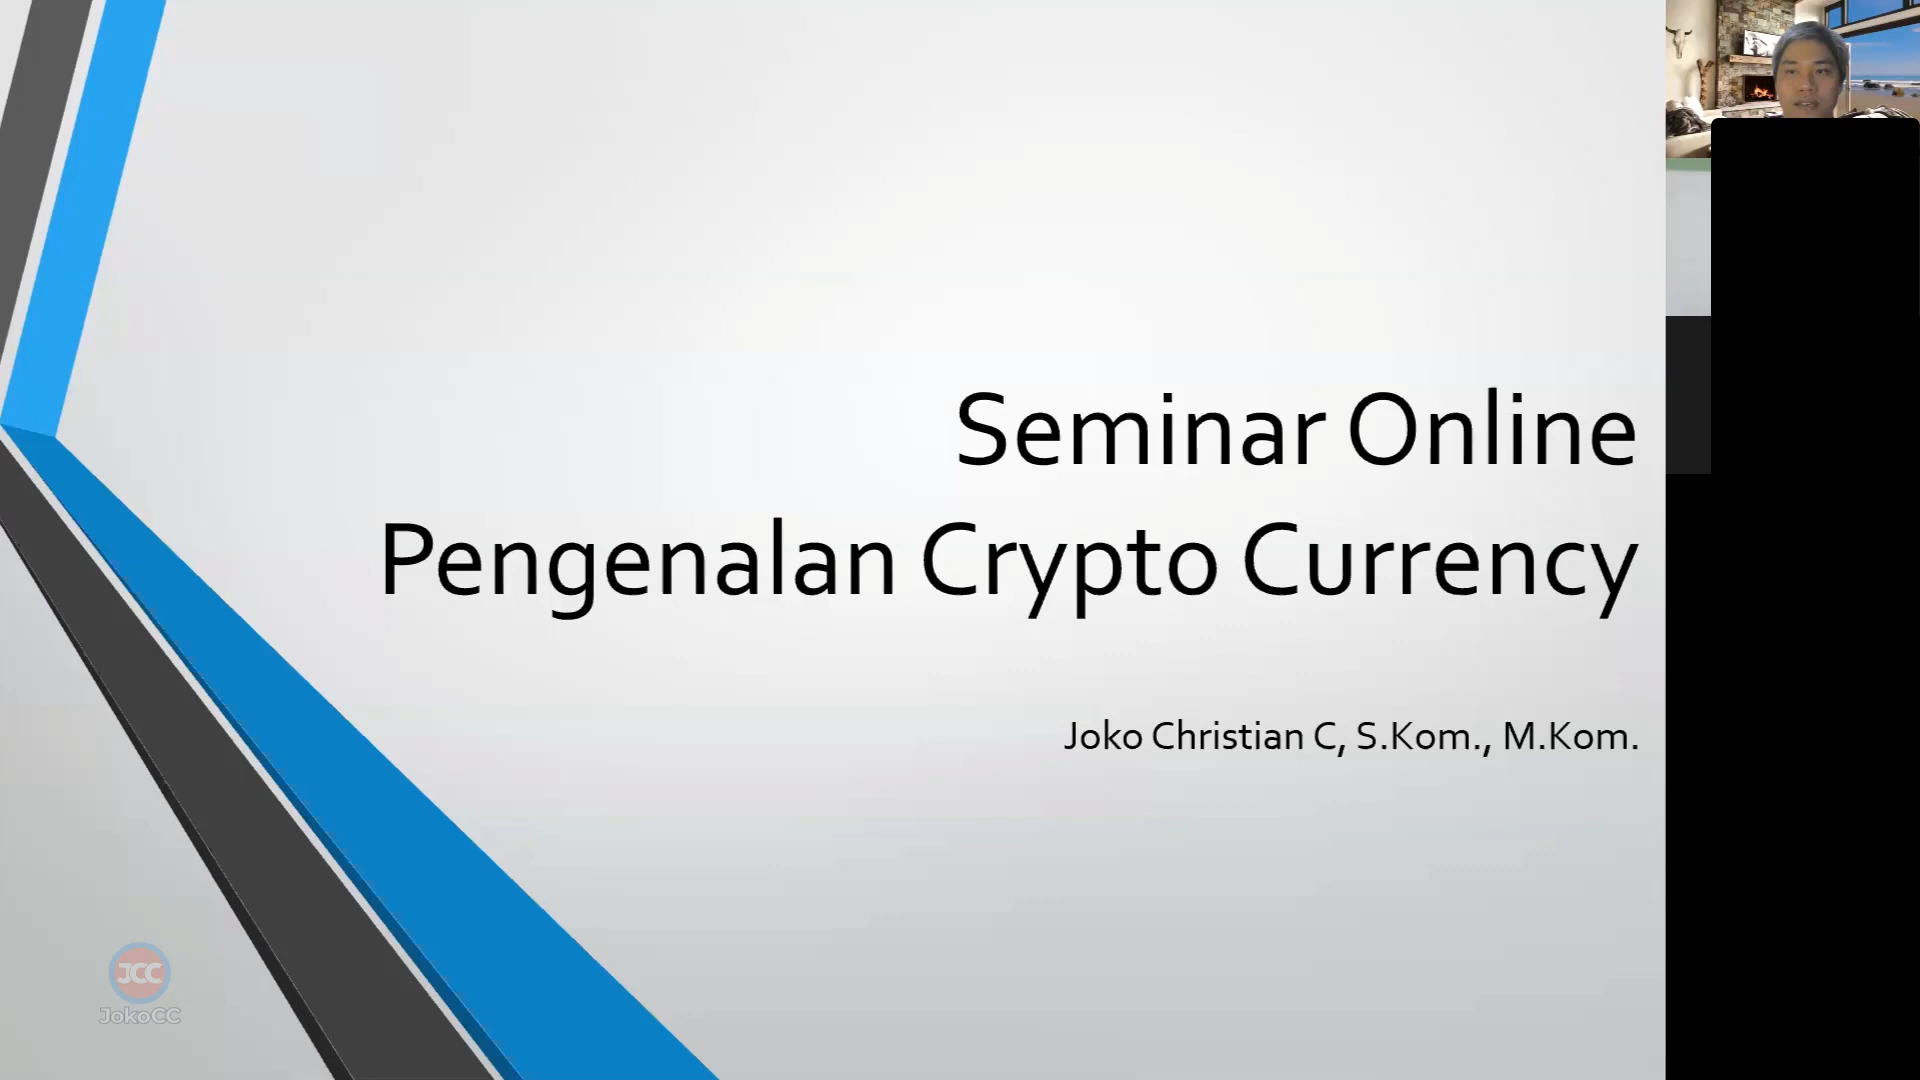 Seminar Online
Pengenalan Crypto Currency
Joko Christian C, S.Kom., M.Kom.
JCC
JokoCC